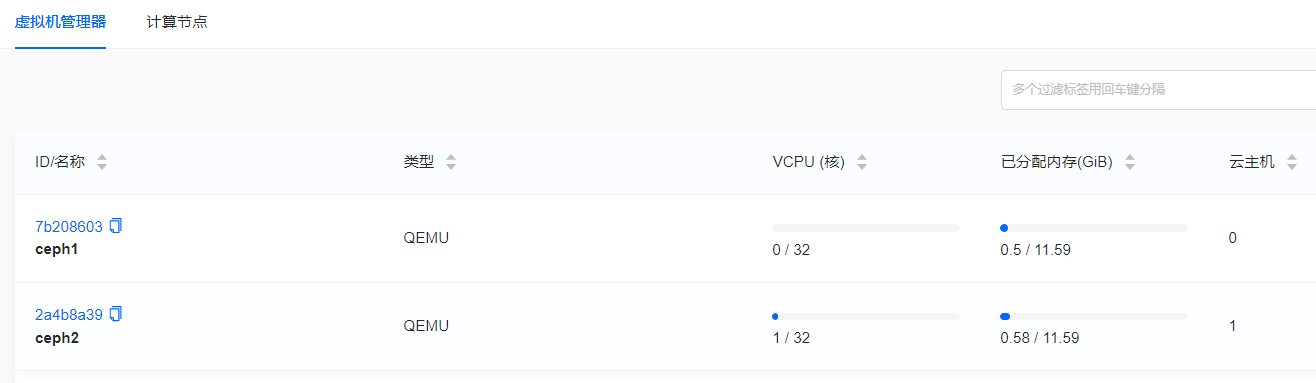 虚拟机管理器 计算节点
多个过滤标签用回车键分隔
ID/名称 类型 VCPU (核) 已分配内存(GiB) 云主机
7b208603
ceph1
QEMU
0 / 32
0.5 / 11.59
0
2a4b8a39
ceph2
QEMU
1 / 32
0.58 / 11.59
1